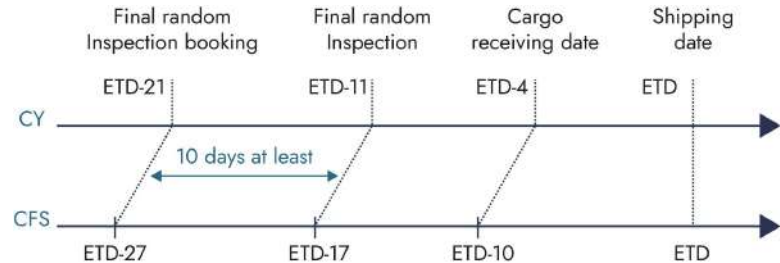 Final random
Inspection booking
Final random
Inspection
Cargo
receiving date
Shipping
date
ETD-21
ETD-11
ETD-4
ETD
CY
10 days at least
CFS
ETD-27
ETD-17
ETD-10
ETD